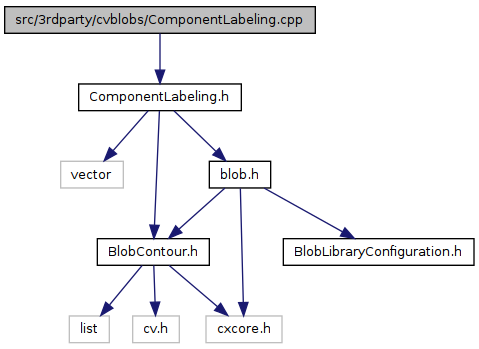 src/3rdparty/cvblobs/ComponentLabeling.cpp
ComponentLabeling.h
vector
blob.h
BlobContour.h
BlobLibraryConfiguration.h
list
cv.h
cxcore.h